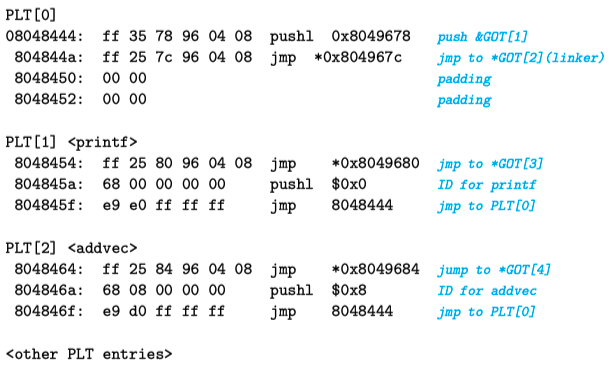 PLT[0]
08048444: ff 35 78 96 04 08 pushl 0x8049678 push &GOT[1]
804844a: ff 25 7c 96 04 08 jmp *0x804967c jmp to *GOT[2](linker)
8048450: 00 00 padding
8048452: 00 00 padding
PLT[1] <printf>
8048454: ff 25 80 96 04 08 jmp *0x8049680 jmp to *GOT[3]
804845a: 68 00 00 00 00 pushl $0x0 ID for printf
804845f: e9 e0 ff ff ff jmp 8048444 jmp to PLT[0]
PLT[2] <addvec>
8048464: ff 25 84 96 04 08 jmp *0x8049684 jump to *GOT[4]
804846a: 68 08 00 00 00 pushl $0x8 ID for addvec
804846f: e9 d0 ff ff ff jmp 8048444 jmp to PLT[0]
<other PLT entries>